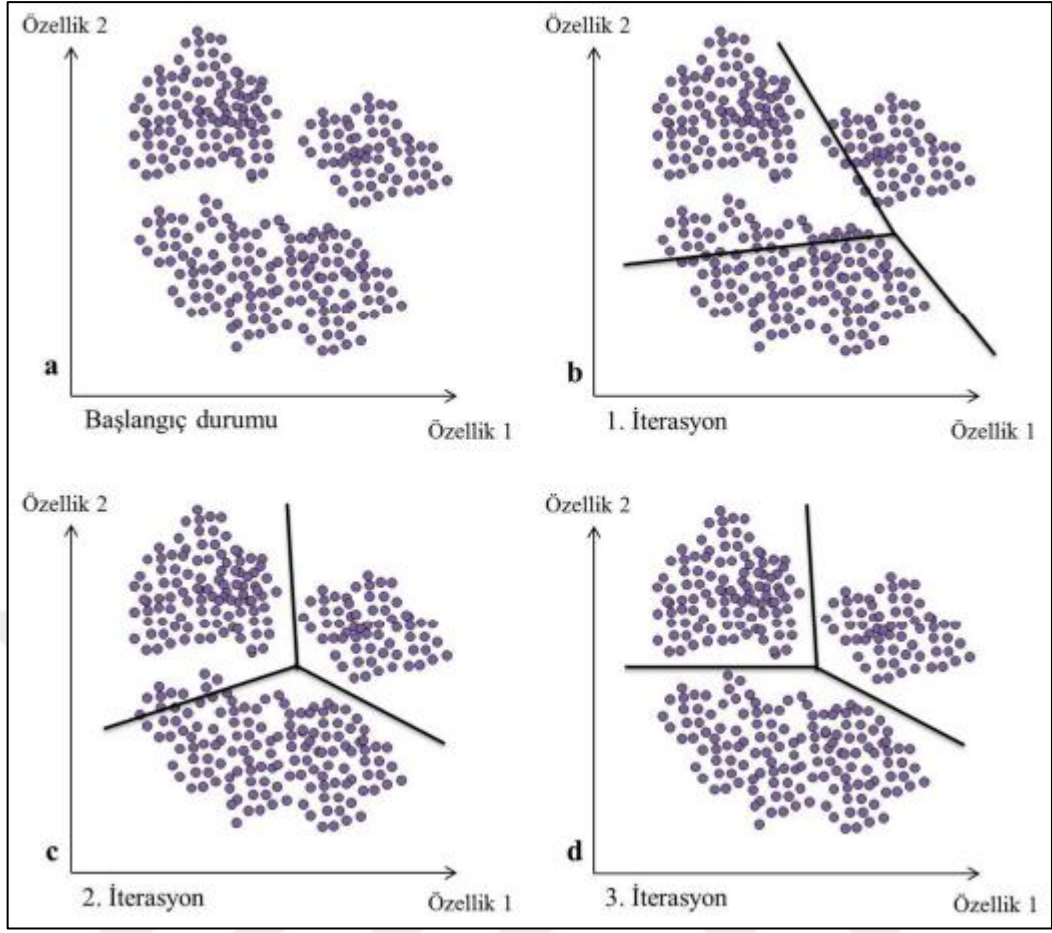 Özellik 2
a
Başlangıç durumu
Özellik 1
Özellik 2
b
1. İterasyon
Özellik 1
Özellik 2
c
2. İterasyon
Özellik 1
Özellik 2
d
3. İterasyon
Özellik 1